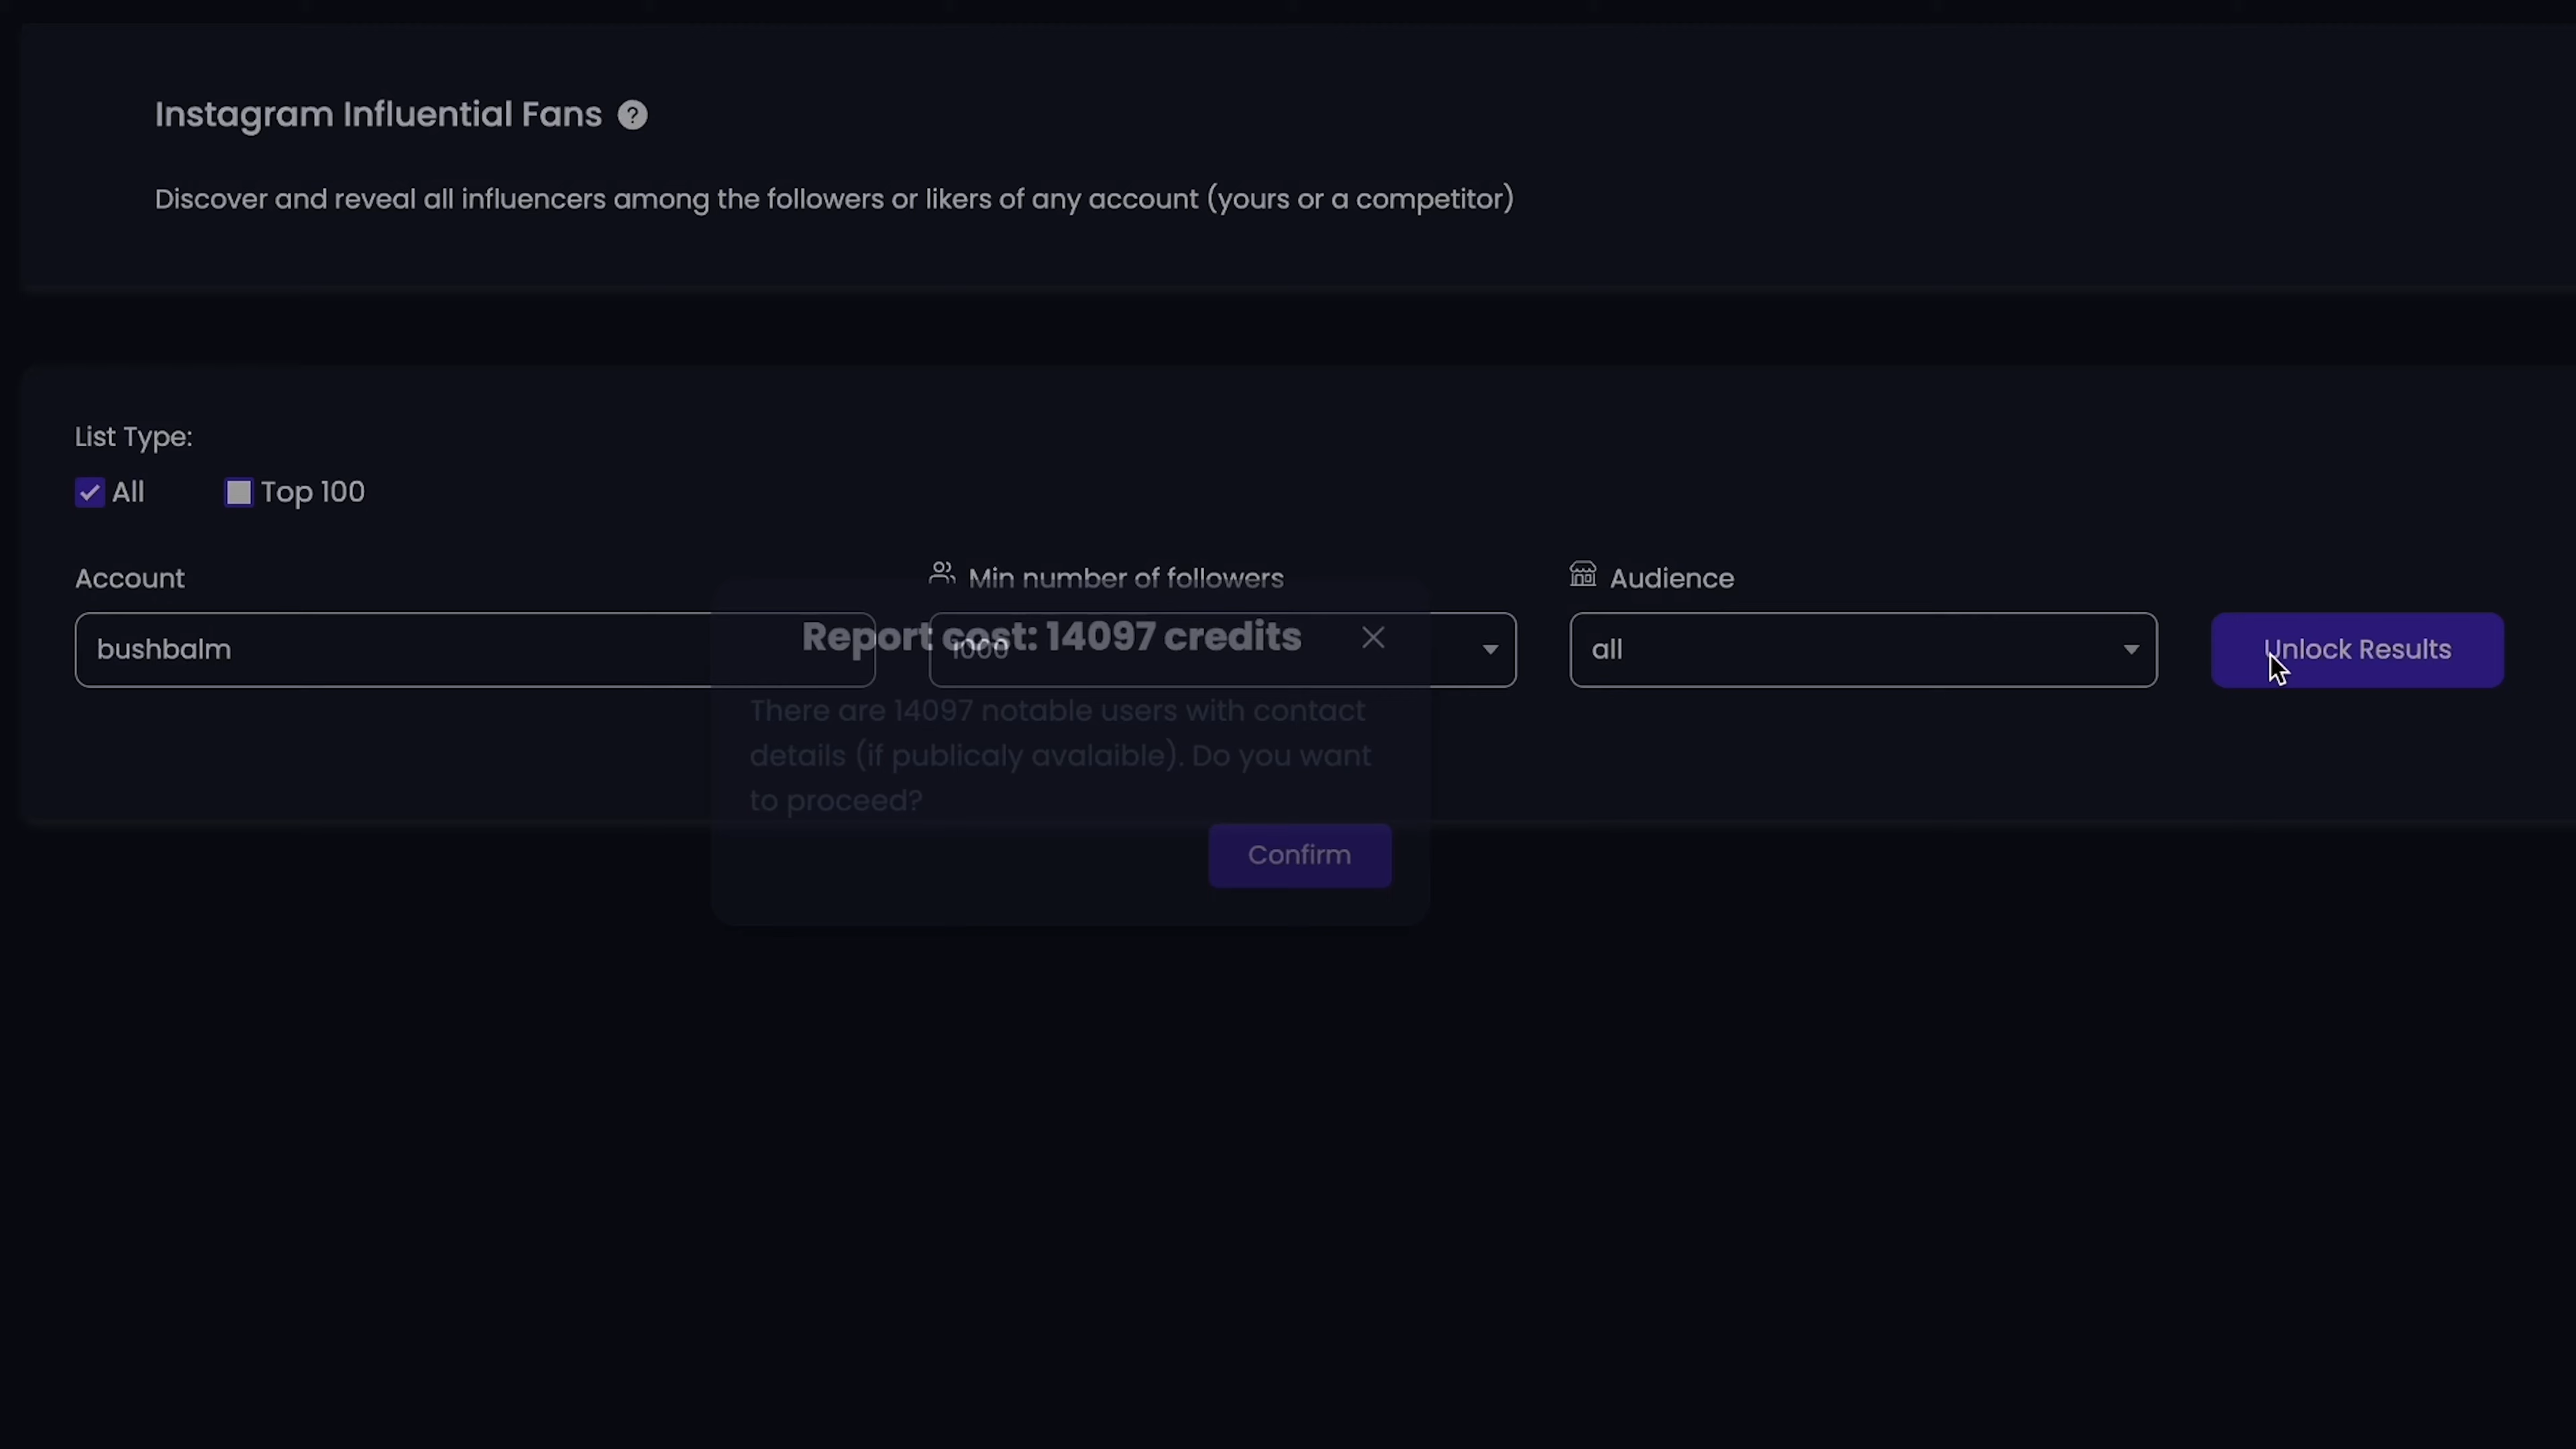 Instagram Influential Fans ?
Discover and reveal all influencers among the followers or likers of any account (yours or a competitor)
List Type:
All
Top 100
Account
Min number of followers
Audience
bushbalm
1000
all
Unlock Results
Report cost: 14097 credits
There are 14097 notable users with contact
details (if publicaly avalaible). Do you want
to proceed?
Confirm